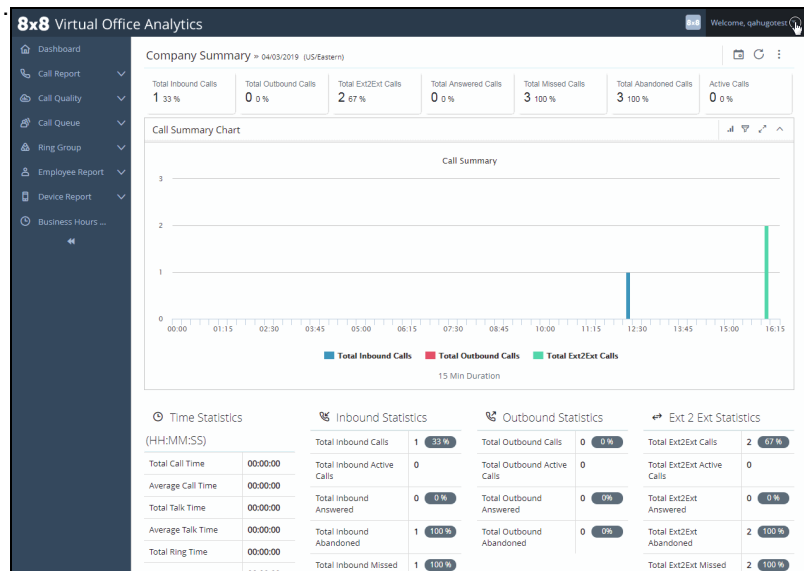 8x8 Virtual Office Analytics
8x8 Welcome, qahugotest
Dashboard
Call Report
Call Quality
Call Queue
Ring Group
Employee Report
Device Report
Business Hours ...
Company Summary » 04/03/2019 (US/Eastern)
Total Inbound Calls
1 33 %
Total Outbound Calls
0 0 %
Total Ext2Ext Calls
2 67 %
Total Answered Calls
0 0 %
Total Missed Calls
3 100 %
Total Abandoned Calls
3 100 %
Active Calls
0 0 %
Call Summary Chart
Call Summary
3
2
1
0
00:00 01:15 02:30 03:45 05:00 06:15 07:30 08:45 10:00 11:15 12:30 13:45 15:00 16:15
Total Inbound Calls Total Outbound Calls Total Ext2Ext Calls
15 Min Duration
Time Statistics
(HH:MM:SS)
Total Call Time 00:00:00
Average Call Time 00:00:00
Total Talk Time 00:00:00
Average Talk Time 00:00:00
Total Ring Time 00:00:00
Inbound Statistics
Total Inbound Calls 1 33 %
Total Inbound Active Calls 0
Total Inbound Answered 0 0 %
Total Inbound Abandoned 1 100 %
Total Inbound Missed 1 100 %
Outbound Statistics
Total Outbound Calls 0 0 %
Total Outbound Active Calls 0
Total Outbound Answered 0 0%
Total Outbound Abandoned 0 0%
Ext 2 Ext Statistics
Total Ext2Ext Calls 2 67 %
Total Ext2Ext Active Calls 0
Total Ext2Ext Answered 0 0 %
Total Ext2Ext Abandoned 2 100 %
Total Ext2Ext Missed 2 100 %